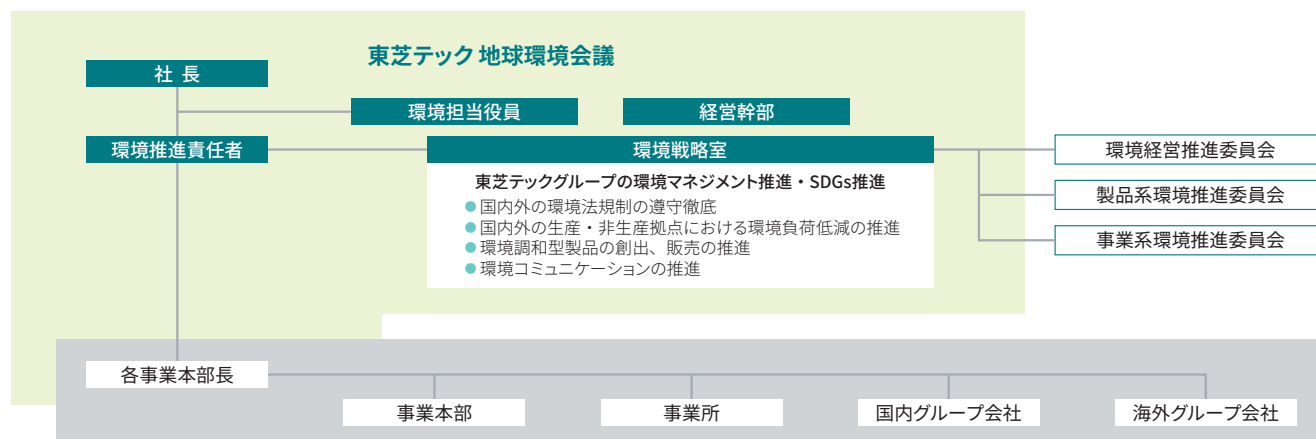 東芝テック 地球環境会議
社 長
環境担当役員
経営幹部
環境推進責任者
環境戦略室
東芝テックグループの環境マネジメント推進・SDGs推進
● 国内外の環境法規制の遵守徹底
● 国内外の生産・非生産拠点における環境負荷低減の推進
● 環境調和型製品の創出、販売の推進
● 環境コミュニケーションの推進
環境経営推進委員会
製品系環境推進委員会
事業系環境推進委員会
各事業本部長
事業本部
事業所
国内グループ会社
海外グループ会社